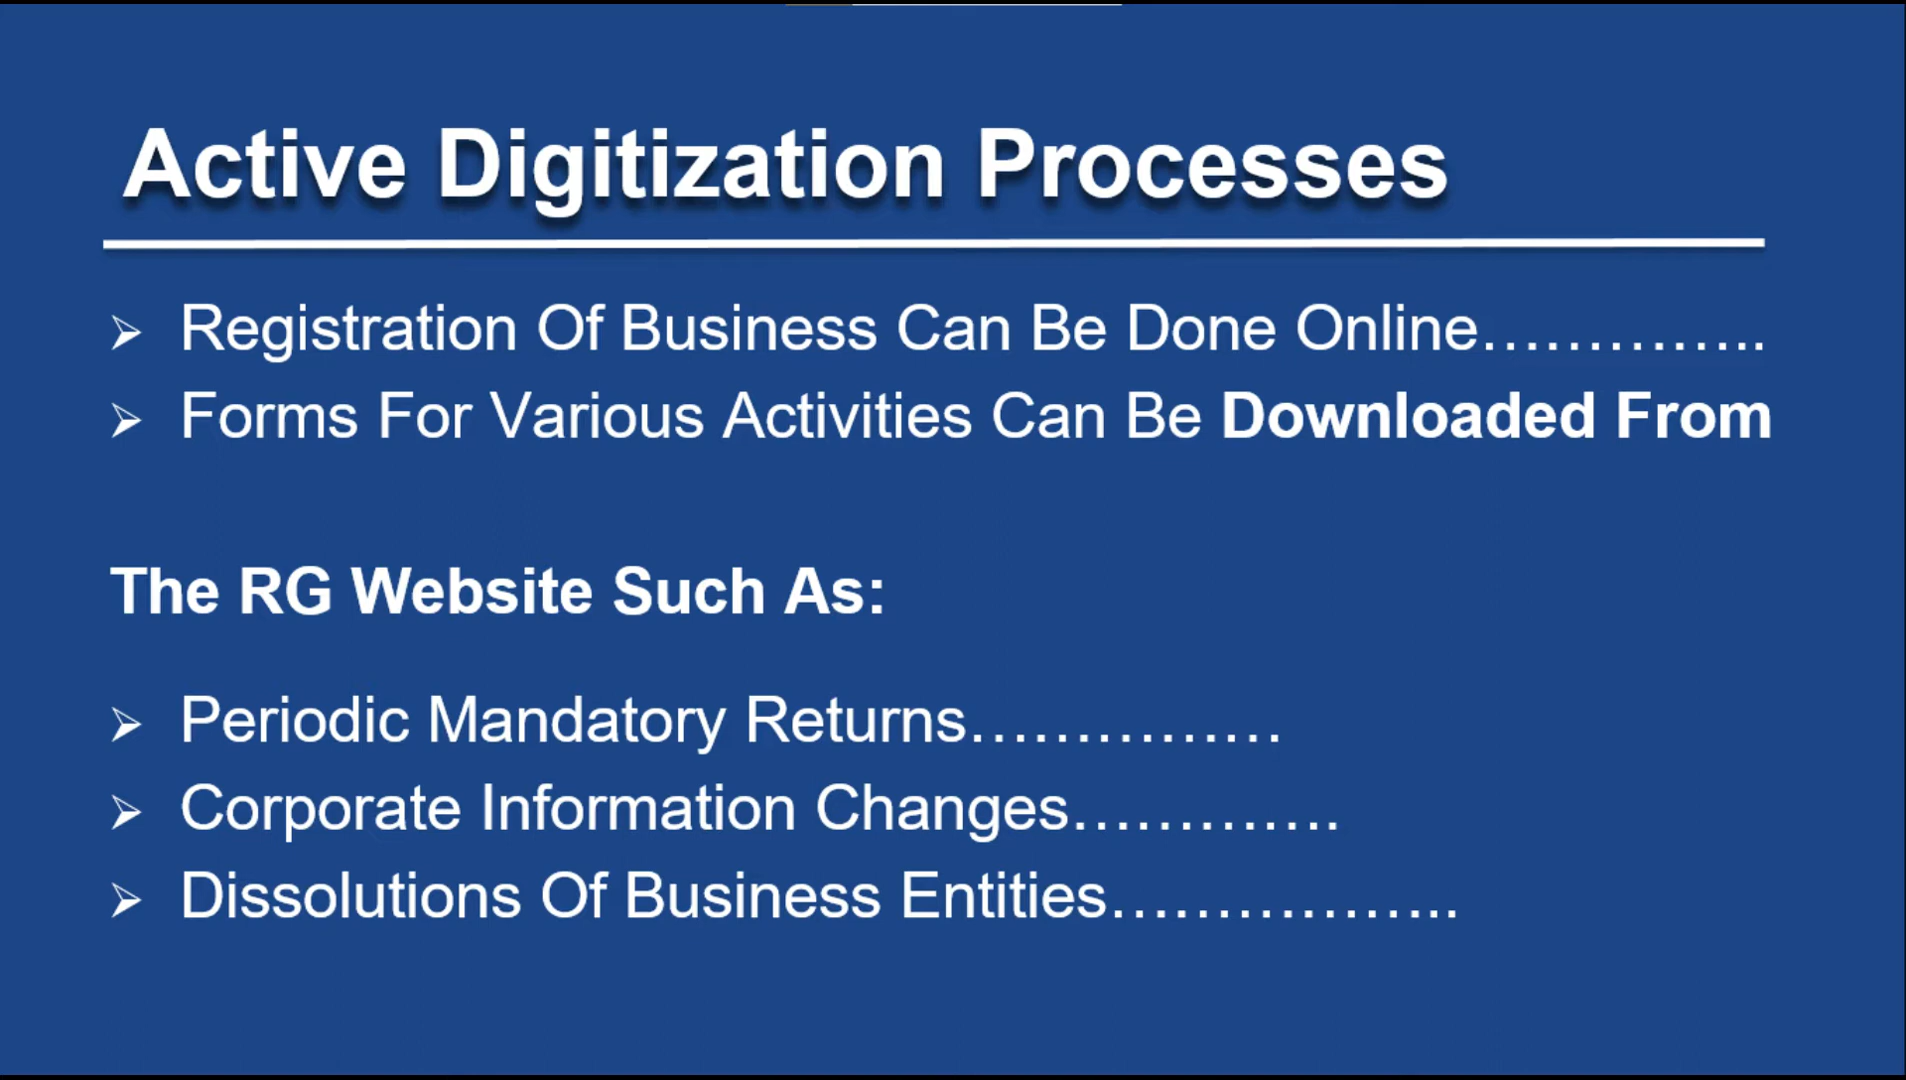 Active Digitization Processes
➢ Registration Of Business Can Be Done Online…………..
➢ Forms For Various Activities Can Be Downloaded From
The RG Website Such As:
➢ Periodic Mandatory Returns……………
➢ Corporate Information Changes………….
➢ Dissolutions Of Business Entities……………..